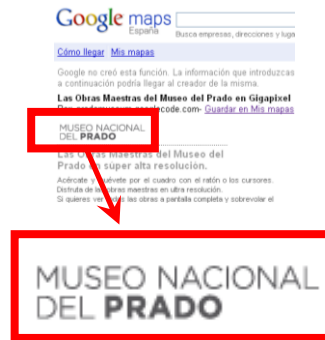 Google maps
España
Busca empresas, direcciones y luga
Cómo llegar Mis mapas
Google no creó esta función. La información que introduzcas
a continuación podría llegar al creador de la misma.
Las Obras Maestras del Museo del Prado en Gigapixel
code.com- Guardar en Mis mapas
MUSEO NACIONAL
DEL PRADO
Las Obras Maestras del Museo del
Prado en súper alta resolución.
Acércate y muévete por el cuadro con el ratón o los cursores.
Disfruta de las obras maestras en ultra resolución.
Si quieres ver todas las obras a pantalla completa y sobrevolar el
MUSEO NACIONAL
DEL PRADO